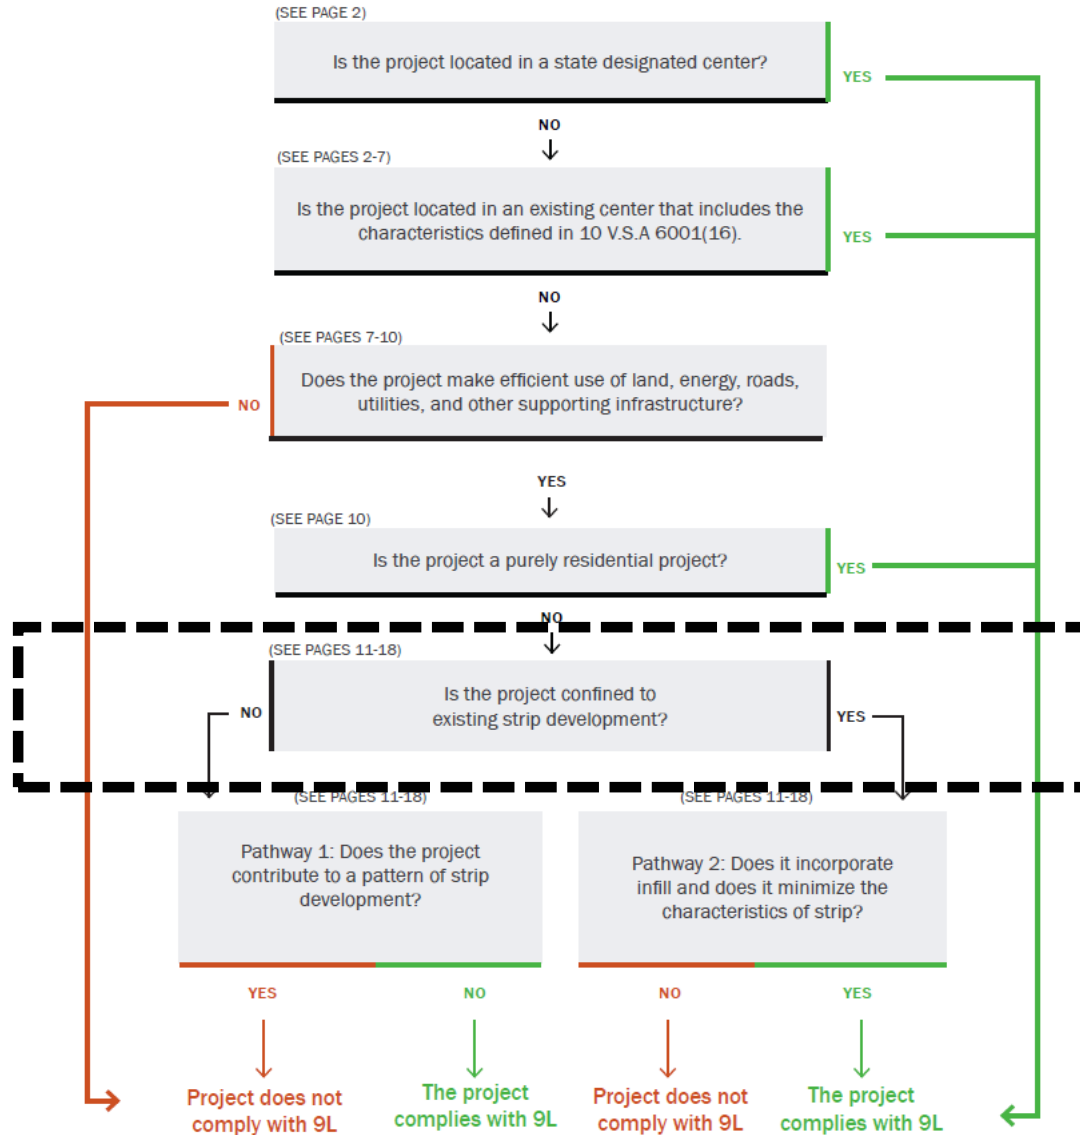 (SEE PAGE 2)
Is the project located in a state designated center?
YES
NO
(SEE PAGES 2-7)
Is the project located in an existing center that includes the
characteristics defined in 10 V.S.A 6001(16).
YES
NO
(SEE PAGES 7-10)
Does the project make efficient use of land, energy, roads,
utilities, and other supporting infrastructure?
NO
YES
(SEE PAGE 10)
Is the project a purely residential project?
YES
NO
(SEE PAGES 11-18)
Is the project confined to
existing strip development?
NO
YES
(SEE PAGES 11-18)
Pathway 1: Does the project
contribute to a pattern of strip
development?
YES
NO
(SEE PAGES 11-18)
Pathway 2: Does it incorporate
infill and does it minimize the
characteristics of strip?
NO
YES
Project does not
comply with 9L
The project
complies with 9L
Project does not
comply with 9L
The project
complies with 9L